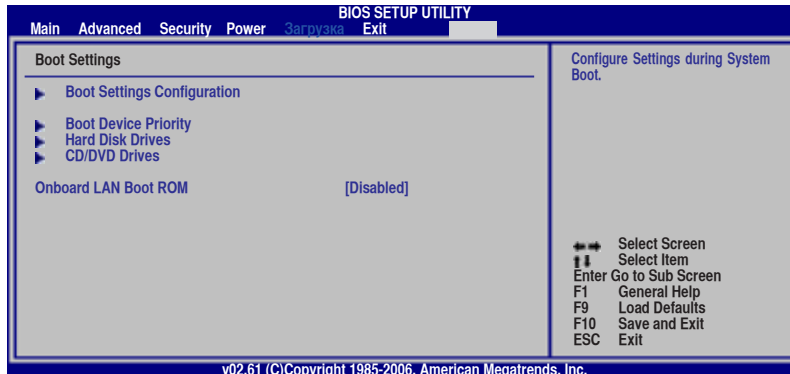 BIOS SETUP UTILITY
Main Advanced Security Power Загрузка Exit
Boot Settings
Boot Settings Configuration
Boot Device Priority
Hard Disk Drives
CD/DVD Drives
Onboard LAN Boot ROM [Disabled]
Configure Settings during System
Boot.
Select Screen
Select Item
Enter Go to Sub Screen
F1 General Help
F9 Load Defaults
F10 Save and Exit
ESC Exit
v02.61 (C)Copyright 1985-2006, American Megatrends, Inc.